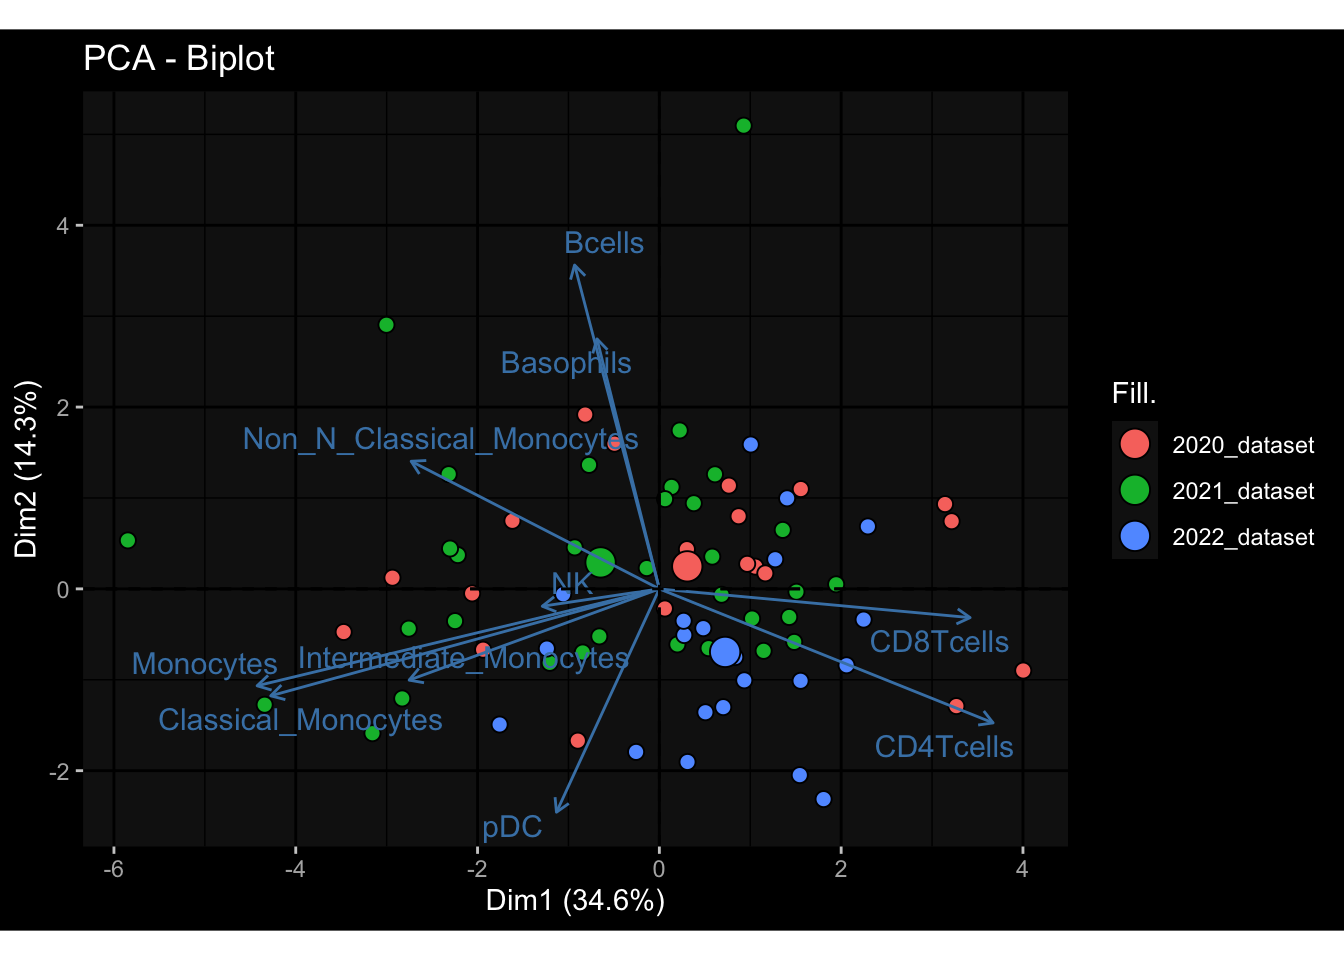 PCA - Biplot
Dim2 (14.3%)
4
2
0
-2
Bcells
Basophils
Non_N_Classical_Monocytes
NK
Monocytes
Intermediate_Monocytes
Classical_Monocytes
CD8Tcells
CD4Tcells
pDC
-6 -4 -2 0 2 4
Dim1 (34.6%)
Fill.
2020_dataset
2021_dataset
2022_dataset